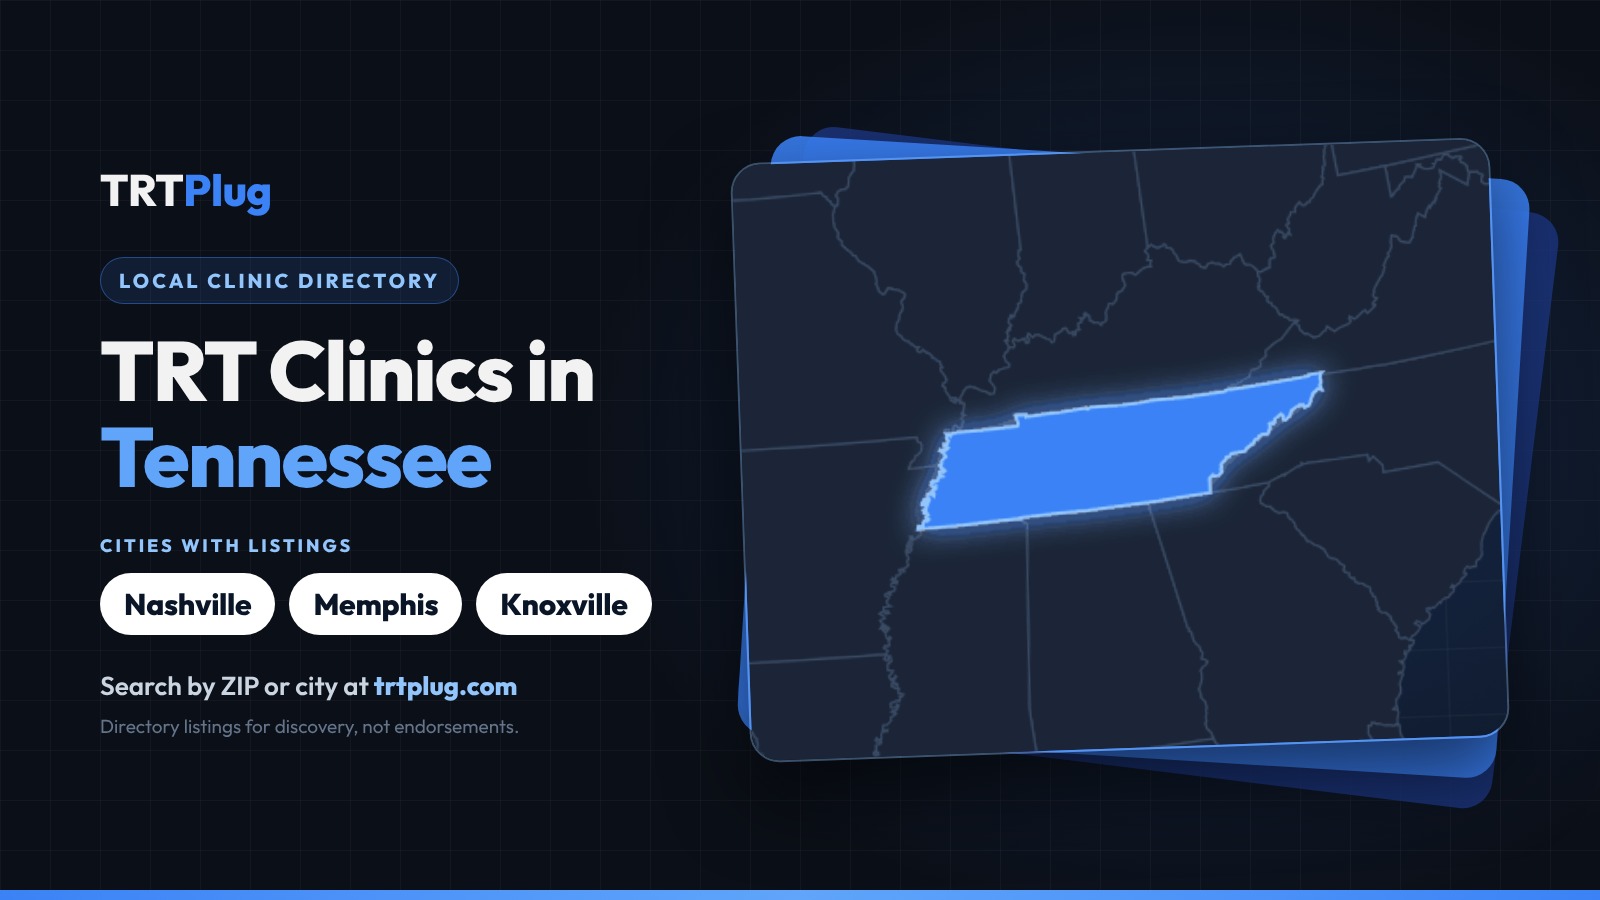 TRTPlug
LOCAL CLINIC DIRECTORY
TRT Clinics in
Tennessee
CITIES WITH LISTINGS
Nashville Memphis Knoxville
Search by ZIP or city at trtplug.com
Directory listings for discovery, not endorsements.